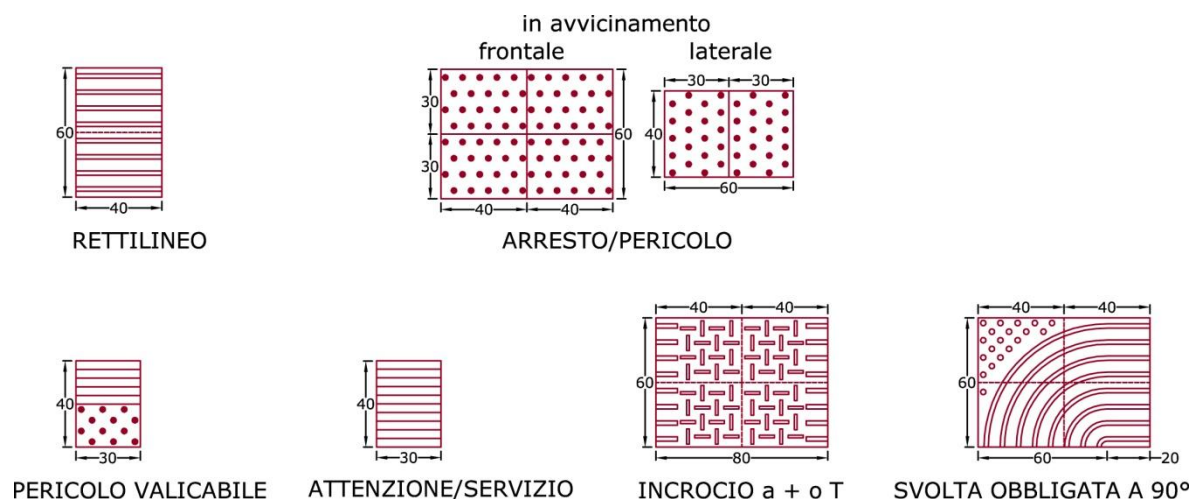 in avvicinamento
frontale
laterale
60
40
RETTILINEO
30
30
60
40
40
30
30
40
60
ARRESTO/PERICOLO
40
30
PERICOLO VALICABILE
40
30
ATTENZIONE/SERVIZIO
40
40
60
80
INCROCIO a + o T
40
40
60
60
20
SVOLTA OBBLIGATA A 90°